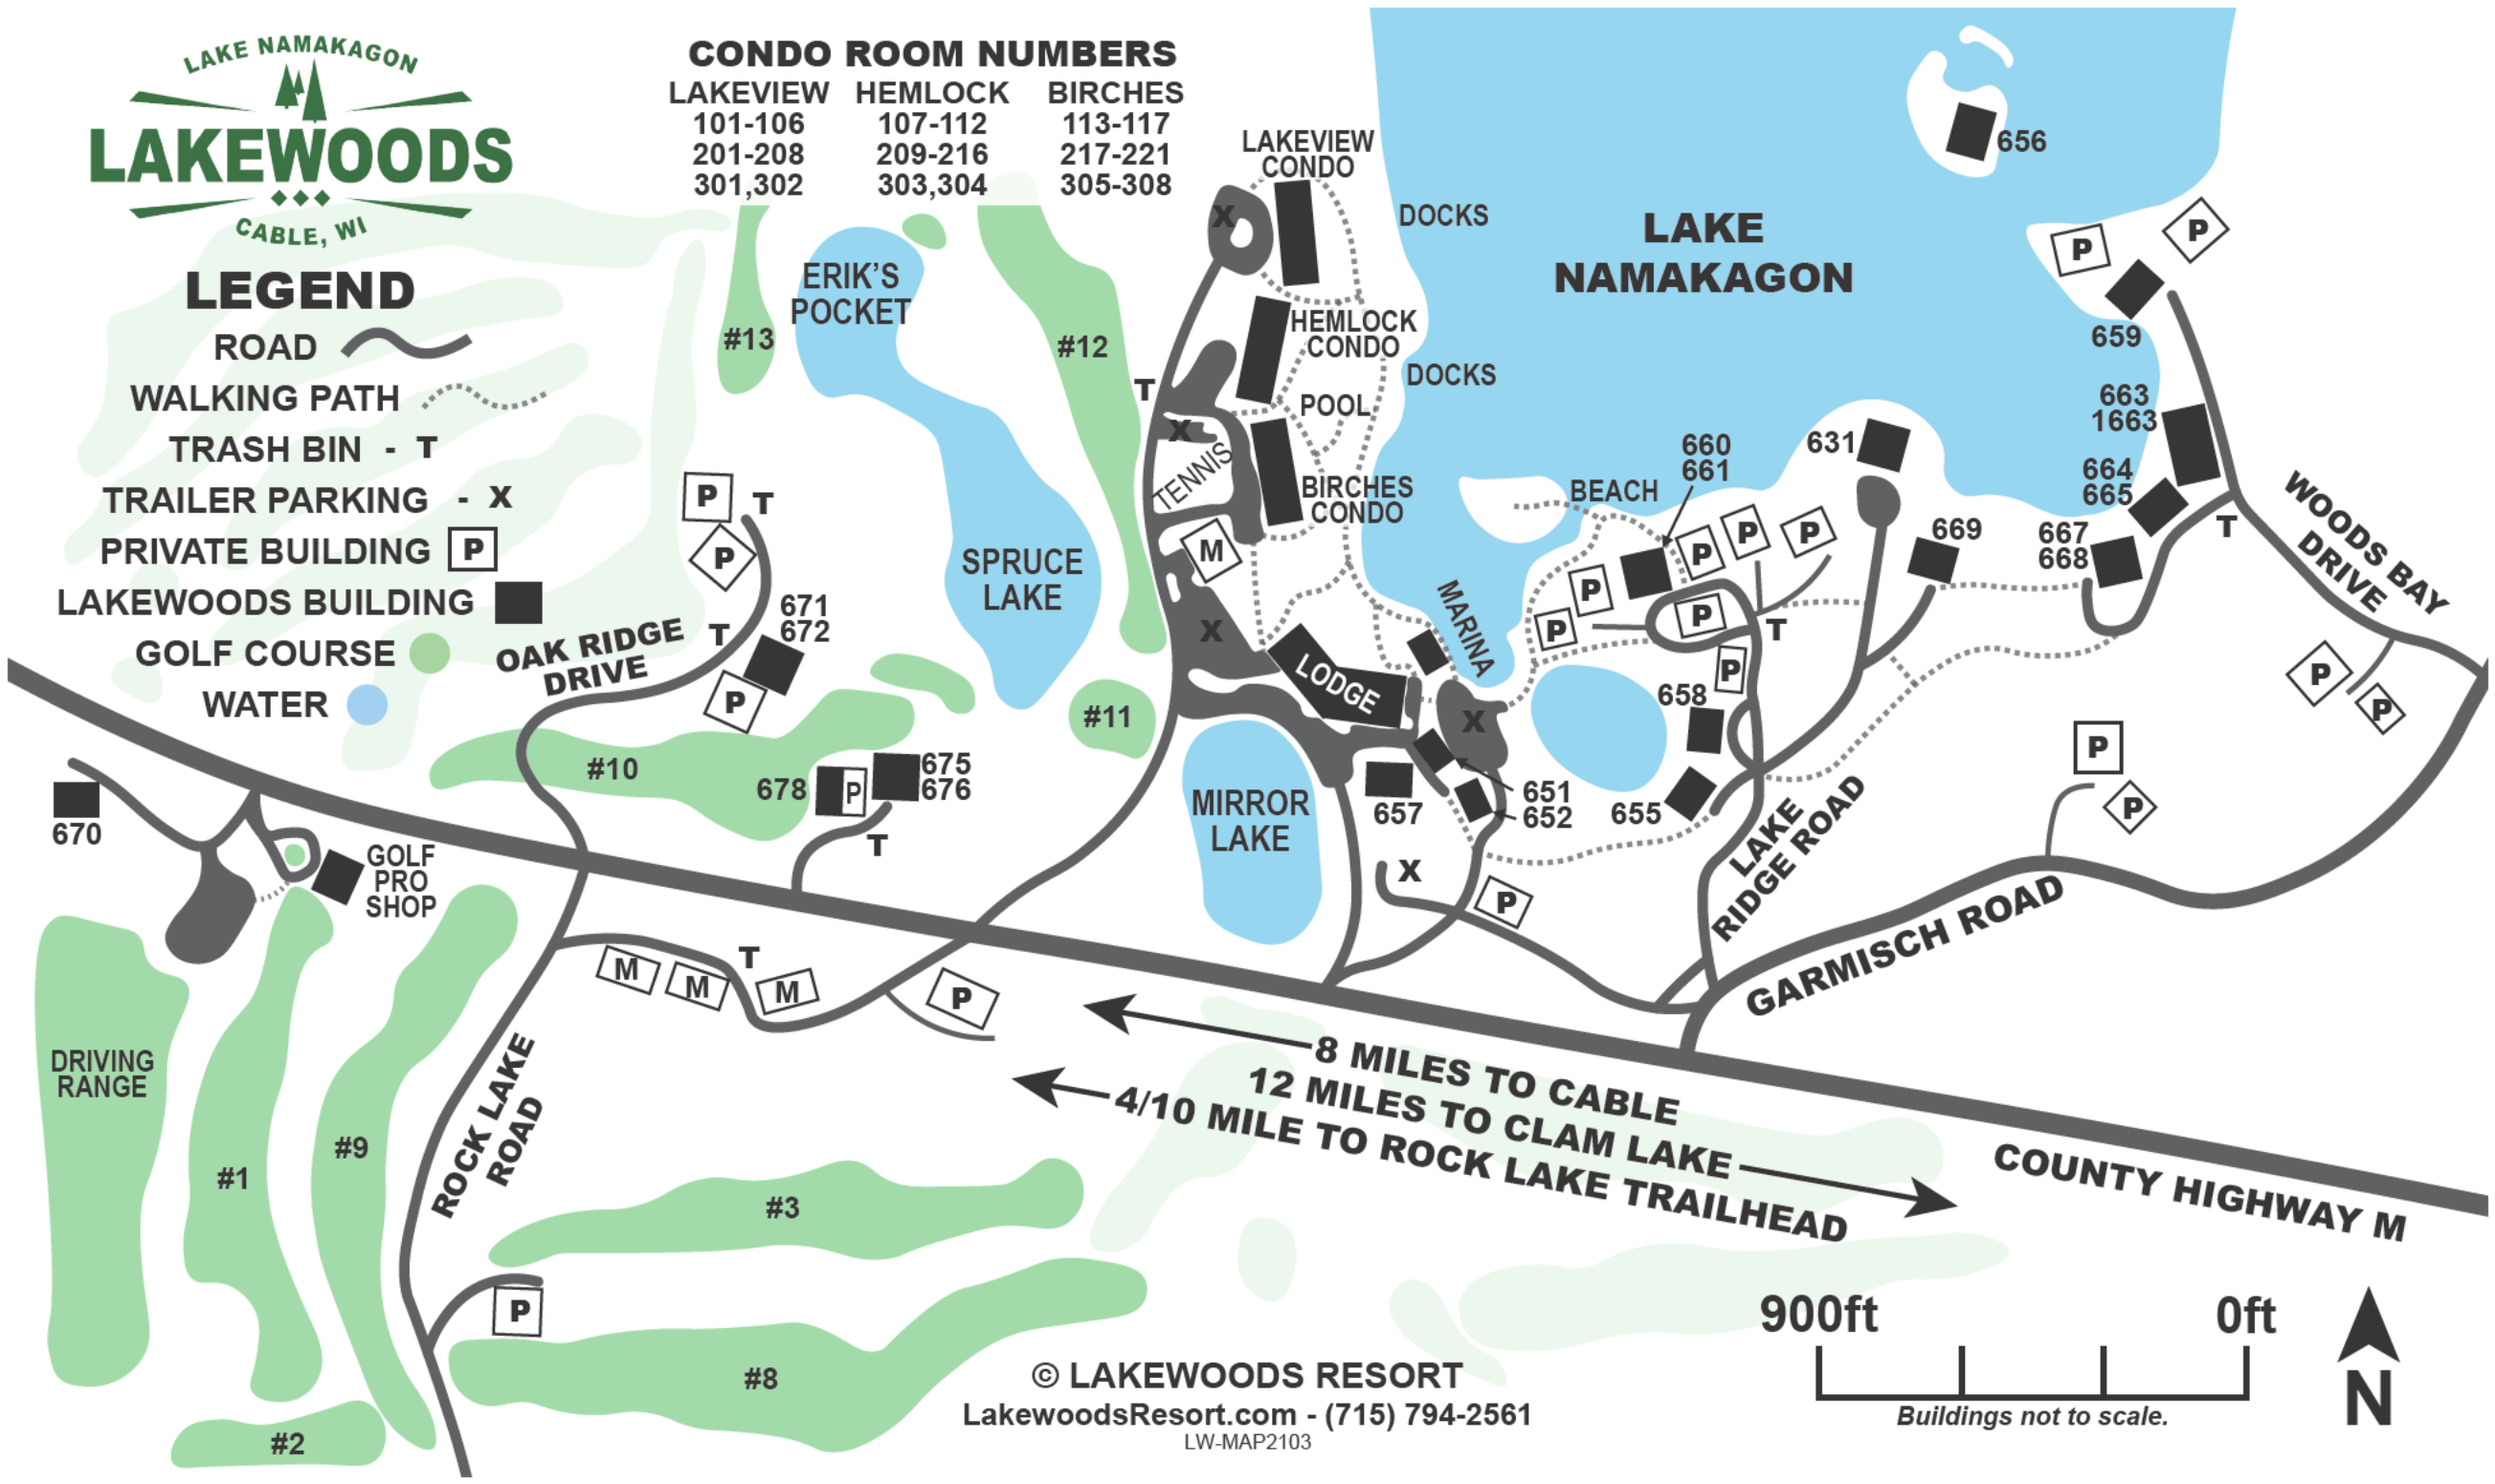 LAKE NAMAKAGON
LAKEWOODS
CABLE, WI
CONDO ROOM NUMBERS
LAKEVIEW HEMLOCK BIRCHES
101-106 107-112 113-117
201-208 209-216 217-221
301,302 303,304 305-308
LEGEND
ROAD
WALKING PATH
TRASH BIN - T
TRAILER PARKING - X
PRIVATE BUILDING P
LAKEWOODS BUILDING
GOLF COURSE
WATER
LAKEVIEW
CONDO
X
DOCKS
LAKE
NAMAKAGON
656
P
P
659
ERIK'S
POCKET
#13
#12
HEMLOCK
CONDO
DOCKS
T
POOL
X
TENNIS
BIRCHES
CONDO
M
663
1663
664
665
T
667
668
669
631
660
661
BEACH
P
P
P
P
P
P
T
P
WOODS BAY
DRIVE
P
P
P
P
P
T
P
T
671
672
P
OAK RIDGE
DRIVE
SPRUCE
LAKE
X
LODGE
MARINA
X
#11
#10
678
P
675
676
T
MIRROR
LAKE
657
651
652
658
655
X
P
LAKE
RIDGE ROAD
GARMISCH ROAD
670
GOLF
PRO
SHOP
M
M
T
M
P
DRIVING
RANGE
#1
#9
ROCK LAKE
ROAD
#3
P
#8
#2
8 MILES TO CABLE
12 MILES TO CLAM LAKE
4/10 MILE TO ROCK LAKE TRAILHEAD
COUNTY HIGHWAY M
900ft 0ft
Buildings not to scale.
N
© LAKEWOODS RESORT
LakewoodsResort.com - (715) 794-2561
LW-MAP2103